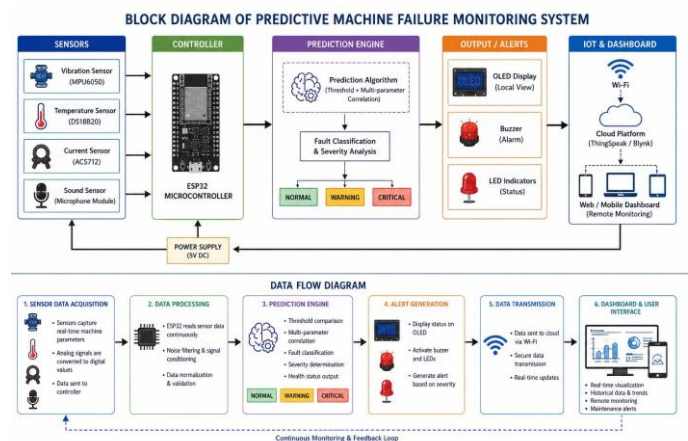 BLOCK DIAGRAM OF PREDICTIVE MACHINE FAILURE MONITORING SYSTEM
SENSORS
Vibration Sensor
(MPU6050)
Temperature Sensor
(DS18B20)
Current Sensor
(ACS712)
Sound Sensor
(Microphone Module)
CONTROLLER
ESP32
MICROCONTROLLER
POWER SUPPLY
(5V DC)
PREDICTION ENGINE
Prediction Algorithm
(Threshold + Multi-parameter
Correlation)
Fault Classification
& Severity Analysis
NORMAL
WARNING
CRITICAL
OUTPUT / ALERTS
OLED
OLED Display
(Local View)
Buzzer
(Alarm)
LED Indicators
(Status)
IOT & DASHBOARD
Wi-Fi
Cloud Platform
(ThingSpeak / Blynk)
Web / Mobile Dashboard
(Remote Monitoring)
DATA FLOW DIAGRAM
1. SENSOR DATA ACQUISITION
• Sensors capture
real-time machine
parameters
• Analog signals are
converted to digital
values
• Data sent to
controller
2. DATA PROCESSING
• ESP32 reads sensor data
continuously
• Noise filtering & signal
conditioning
• Data normalization
& validation
3. PREDICTION ENGINE
• Threshold comparison
• Multi-parameter
correlation
• Fault classification
• Severity determination
• Health status output
NORMAL
WARNING
CRITICAL
4. ALERT GENERATION
OLED
• Display status on
OLED
• Activate buzzer
and LEDs
• Generate alert
based on severity
5. DATA TRANSMISSION
• Data sent to cloud
via Wi-Fi
• Secure data
transmission
• Real-time updates
6. DASHBOARD & USER
INTERFACE
• Real-time visualization
• Historical data & trends
• Remote monitoring
• Maintenance alerts
Continuous Monitoring & Feedback Loop